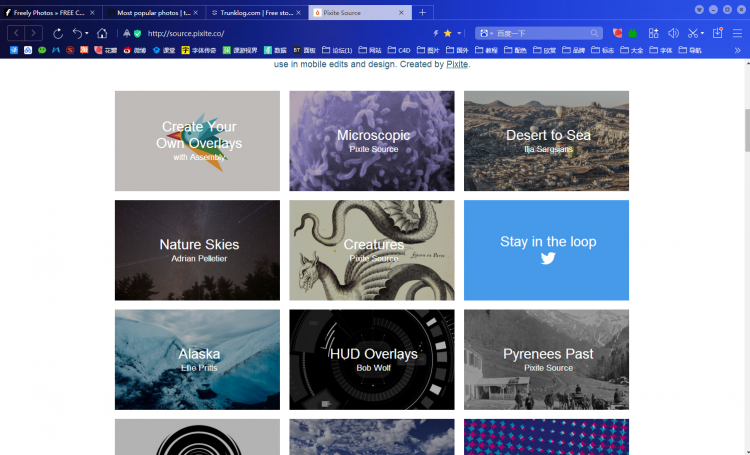 Freely Photos » FREE C...
Most popular photos | t...
Trunklog.com | Free sto...
Pixite Source
http://source.pixite.co/
百度一下
花瓣
微博
课堂
字体传奇
课游视界
数据
面板
论坛(1)
网站
C4D
图片
国外
教程
配色
欣赏
品牌
标志
大全
字体
导航
use in mobile edits and design. Created by Pixite.
Create Your
Own Overlays
with Assembly
Microscopic
Pixite Source
Desert to Sea
Ilja Sargsjans
Nature Skies
Adrian Pelletier
Creatures
Pixite Source
Stay in the loop
Alaska
Effie Pritts
HUD Overlays
Bob Wolf
Pyrenees Past
Pixite Source